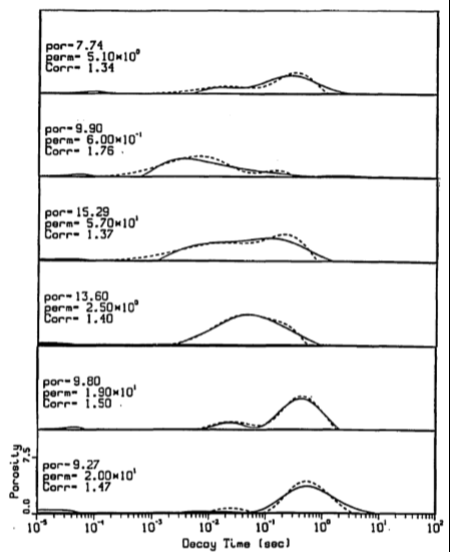 por=7.74
perm= 5.10×10⁰
Corr= 1.34
por=9.90
perm= 6.00×10⁻¹
Corr= 1.76
por=15.29
perm= 5.70×10¹
Corr= 1.37
por=13.60
perm= 2.50×10⁰
Corr= 1.40
por=9.80
perm= 1.90×10¹
Corr= 1.50
por=9.27
perm= 2.00×10¹
Corr= 1.47
Porosity
7.5
0.0
10⁻⁵ 10⁻⁴ 10⁻³ 10⁻² 10⁻¹ 10⁰ 10¹ 10²
Decay Time (sec)